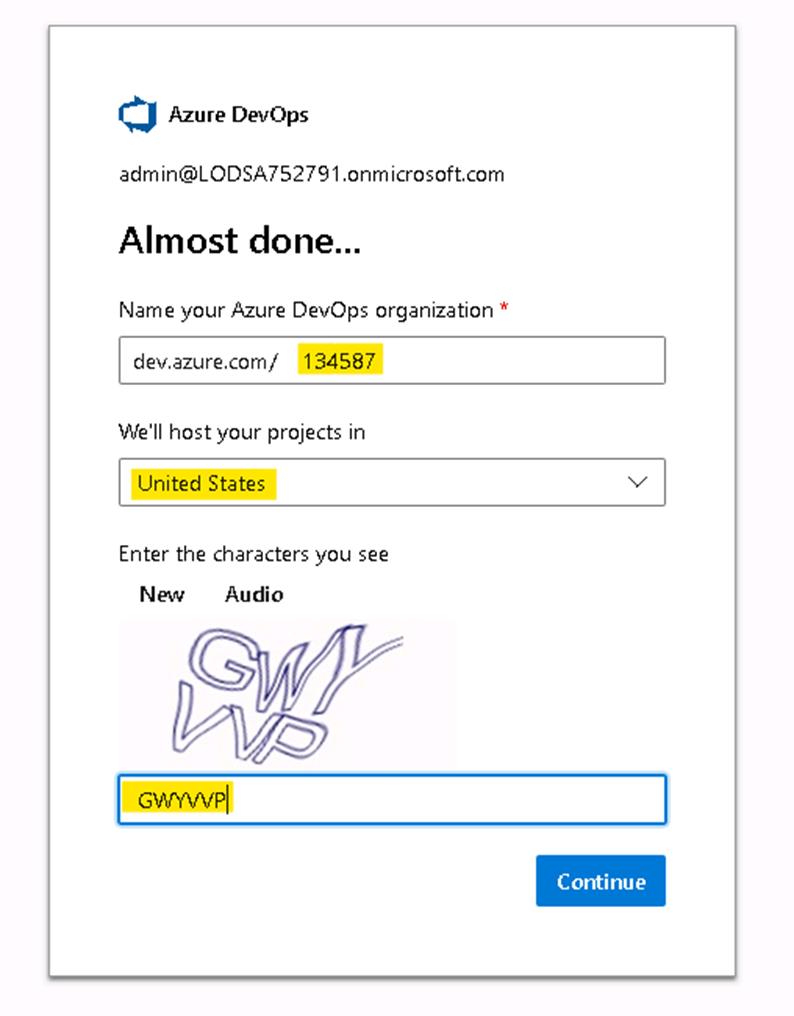 Azure DevOps
admin@LODSA752791.onmicrosoft.com
Almost done...
Name your Azure DevOps organization *
dev.azure.com/ 134587
We'll host your projects in
United States
Enter the characters you see
New Audio
GWY
VVP
GWYVVP
Continue